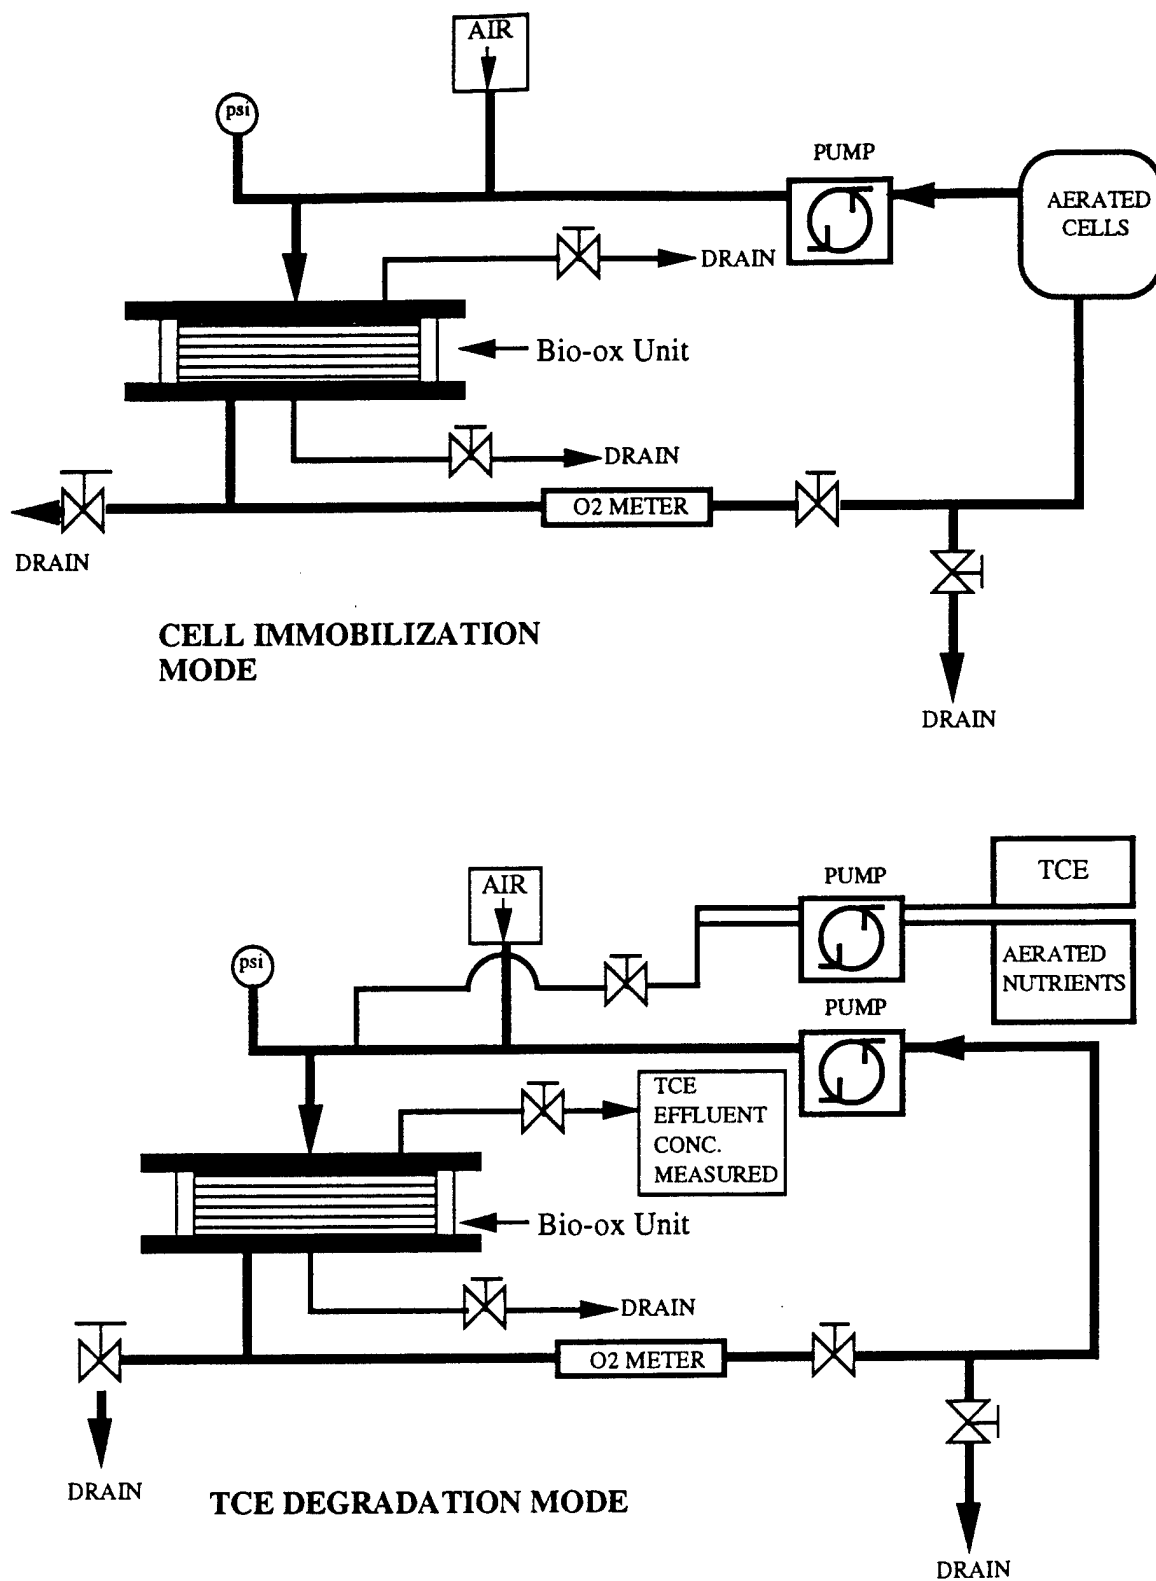 AIR
psi
PUMP
AERATED
CELLS
DRAIN
Bio-ox Unit
DRAIN
O2 METER
DRAIN
CELL IMMOBILIZATION
MODE
DRAIN
TCE
PUMP
AIR
AERATED
NUTRIENTS
psi
PUMP
TCE
EFFLUENT
CONC.
MEASURED
Bio-ox Unit
DRAIN
O2 METER
DRAIN
TCE DEGRADATION MODE
DRAIN